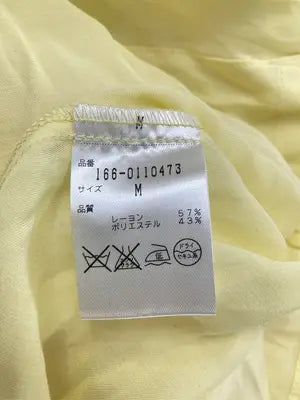 M
品番
166-0110473
サイズ
M
品質
レーヨン 57%
ポリエステル 43%
ドライ
セキユ系